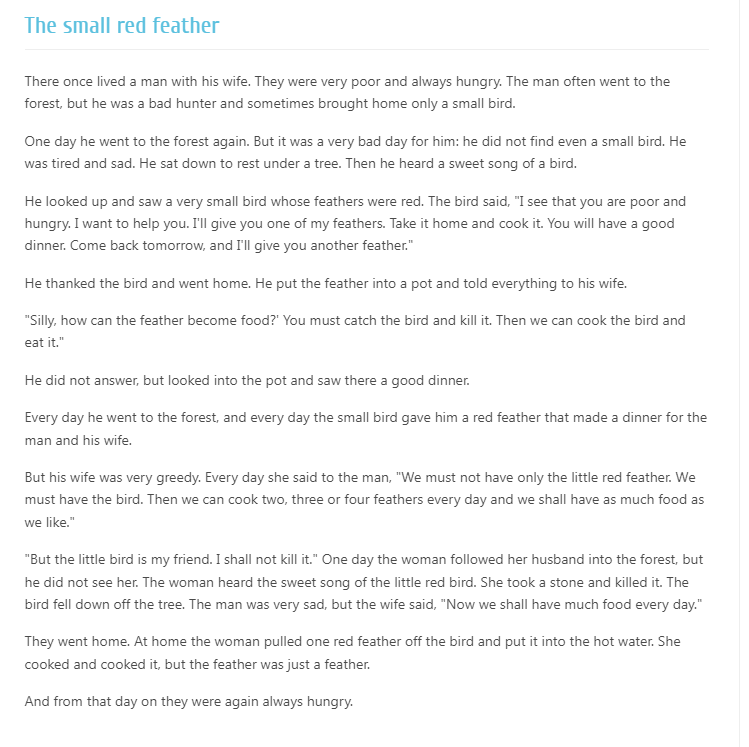 The small red feather
There once lived a man with his wife. They were very poor and always hungry. The man often went to the
forest, but he was a bad hunter and sometimes brought home only a small bird.
One day he went to the forest again. But it was a very bad day for him: he did not find even a small bird. He
was tired and sad. He sat down to rest under a tree. Then he heard a sweet song of a bird.
He looked up and saw a very small bird whose feathers were red. The bird said, "I see that you are poor and
hungry. I want to help you. I'll give you one of my feathers. Take it home and cook it. You will have a good
dinner. Come back tomorrow, and I'll give you another feather."
He thanked the bird and went home. He put the feather into a pot and told everything to his wife.
"Silly, how can the feather become food?' You must catch the bird and kill it. Then we can cook the bird and
eat it."
He did not answer, but looked into the pot and saw there a good dinner.
Every day he went to the forest, and every day the small bird gave him a red feather that made a dinner for the
man and his wife.
But his wife was very greedy. Every day she said to the man, "We must not have only the little red feather. We
must have the bird. Then we can cook two, three or four feathers every day and we shall have as much food as
we like."
"But the little bird is my friend. I shall not kill it." One day the woman followed her husband into the forest, but
he did not see her. The woman heard the sweet song of the little red bird. She took a stone and killed it. The
bird fell down off the tree. The man was very sad, but the wife said, "Now we shall have much food every day."
They went home. At home the woman pulled one red feather off the bird and put it into the hot water. She
cooked and cooked it, but the feather was just a feather.
And from that day on they were again always hungry.